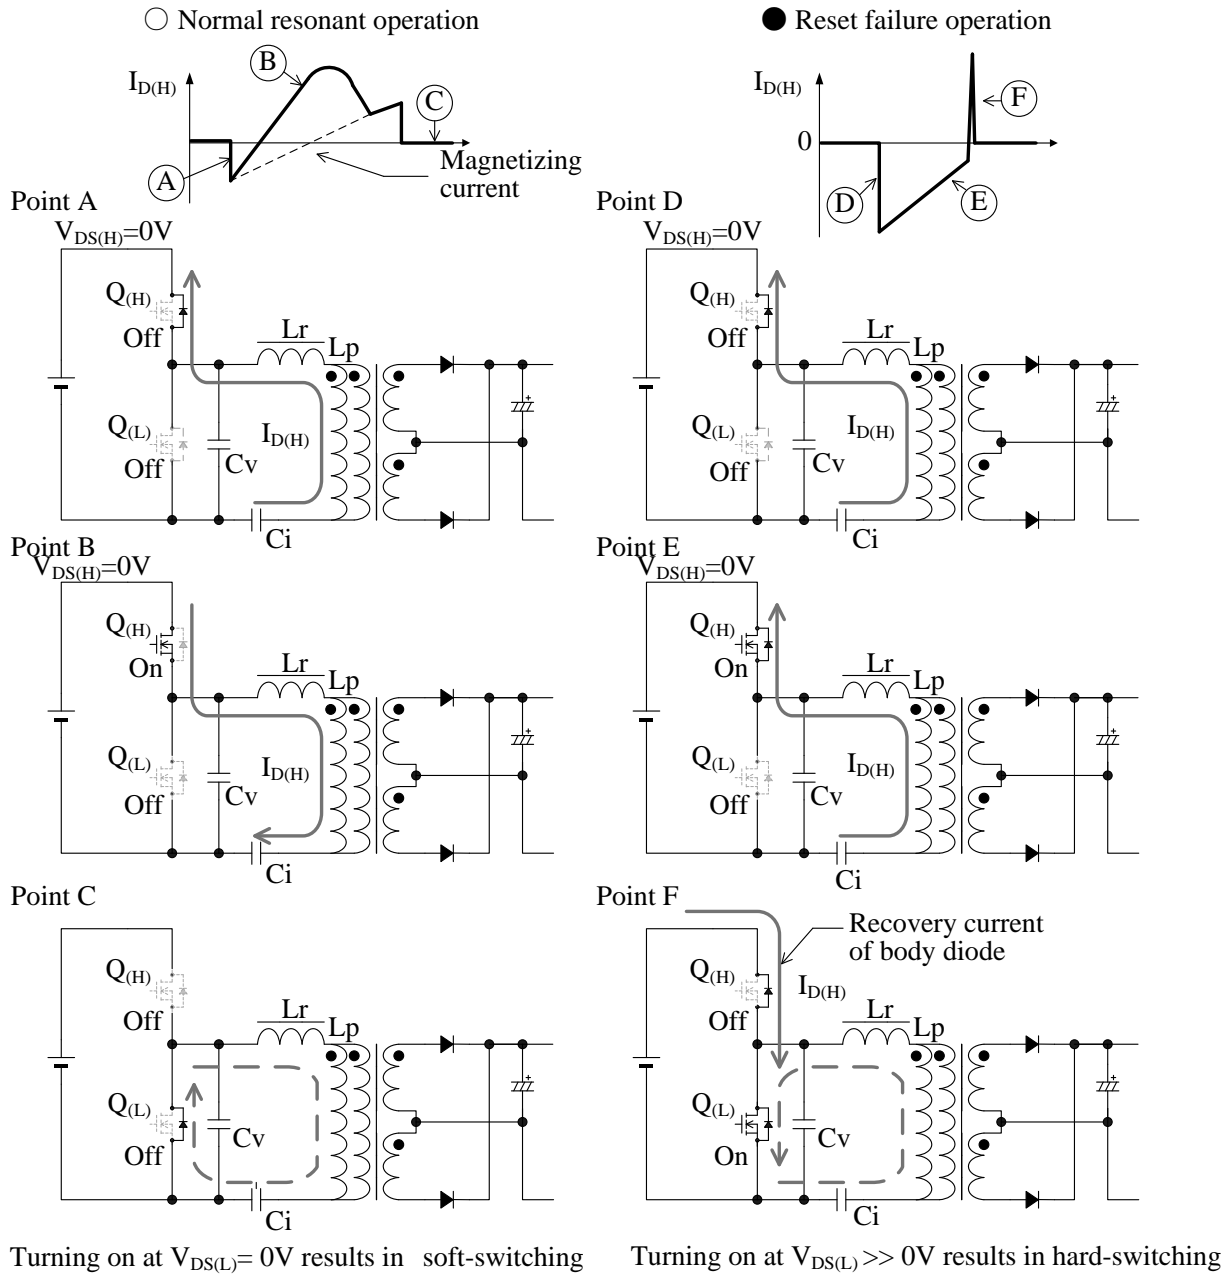 ○ Normal resonant operation
I_D(H)
A
B
C
Magnetizing
current
● Reset failure operation
I_D(H)
0
D
E
F
Point A
V_DS(H)=0V
Q(H)
Off
Lr
Lp
Q(L)
Off
Cv
I_D(H)
Ci
Point D
V_DS(H)=0V
Q(H)
Off
Lr
Lp
Q(L)
Off
Cv
I_D(H)
Ci
+
+
Point B
V_DS(H)=0V
Q(H)
On
Lr
Lp
Q(L)
Off
Cv
I_D(H)
Ci
Point E
V_DS(H)=0V
Q(H)
On
Lr
Lp
Q(L)
Off
Cv
I_D(H)
Ci
+
+
Point C
Q(H)
Off
Lr
Lp
Q(L)
Off
Cv
Ci
Point F
Recovery current
of body diode
Q(H)
I_D(H)
Off
Lr
Lp
Q(L)
On
Cv
Ci
+
+
Turning on at V_DS(L)= 0V results in soft-switching
Turning on at V_DS(L) >> 0V results in hard-switching